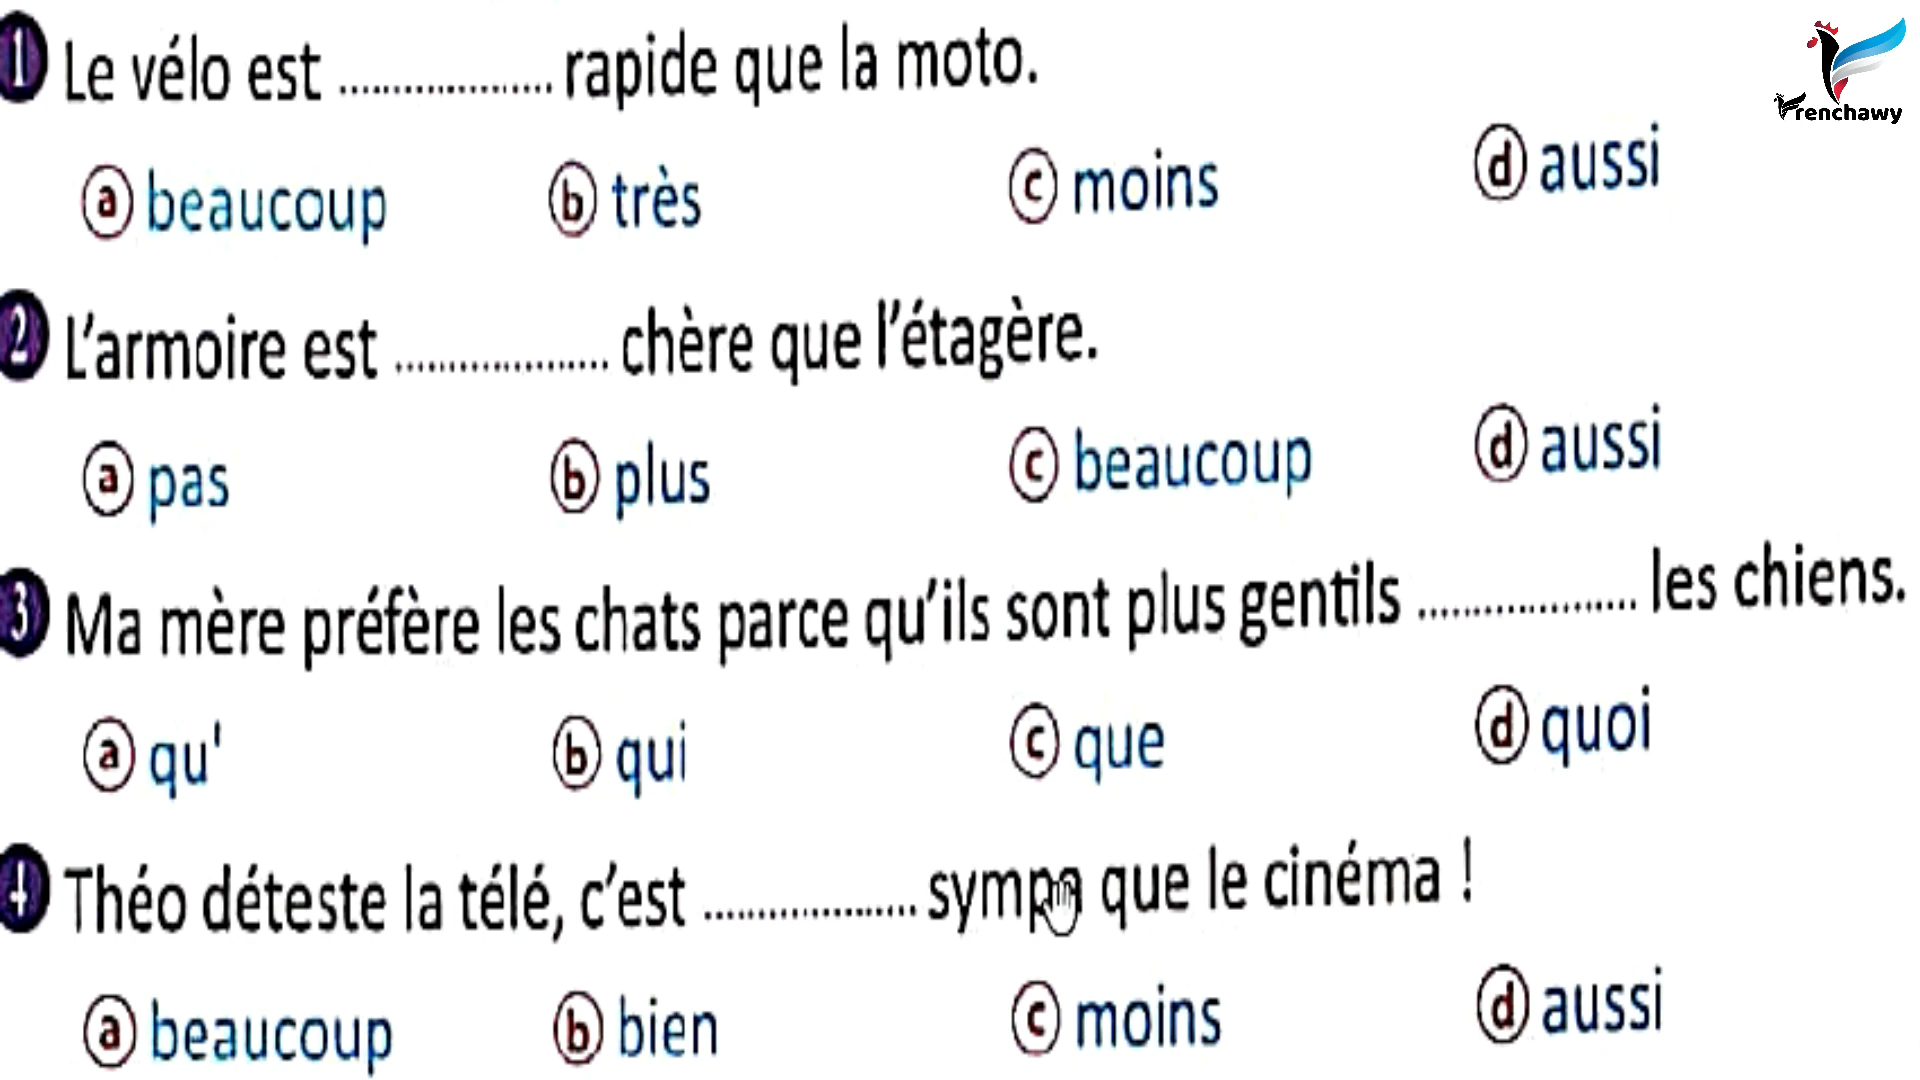 renchawy
1 Le vélo est .................... rapide que la moto.
a beaucoup b très c moins d aussi
2 L'armoire est .................... chère que l'étagère.
a pas b plus c beaucoup d aussi
3 Ma mère préfère les chats parce qu'ils sont plus gentils .................... les chiens.
a qu' b qui c que d quoi
4 Théo déteste la télé, c'est .................... sympa que le cinéma !
a beaucoup b bien c moins d aussi